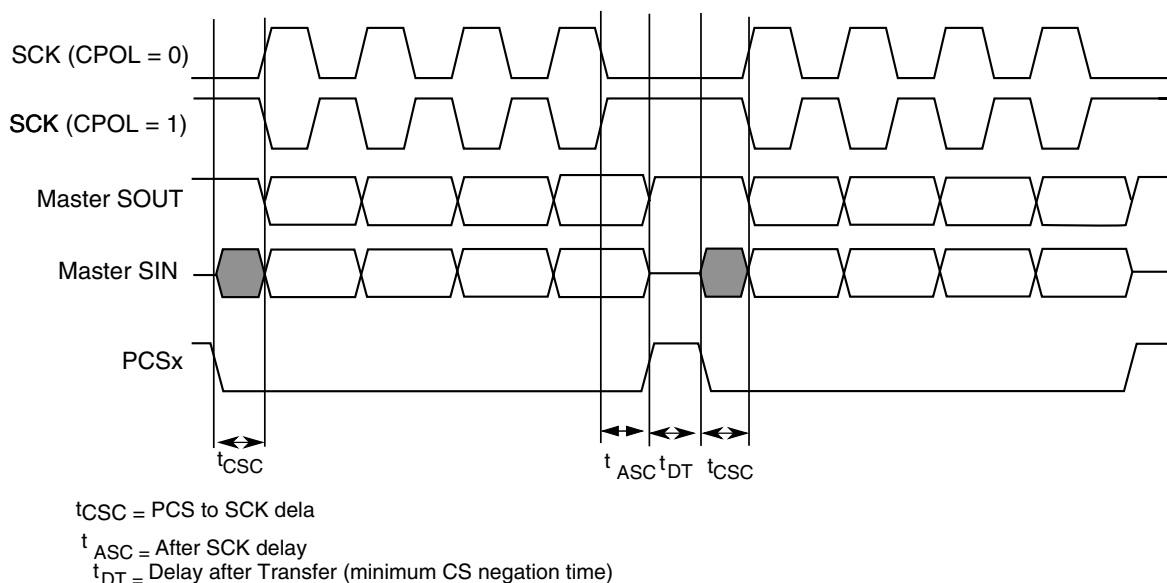 SCK (CPOL = 0)
SCK (CPOL = 1)
Master SOUT
Master SIN
PCSx
tCSC
t ASC
tDT
tCSC
tCSC = PCS to SCK dela
t ASC = After SCK delay
tDT = Delay after Transfer (minimum CS negation time)